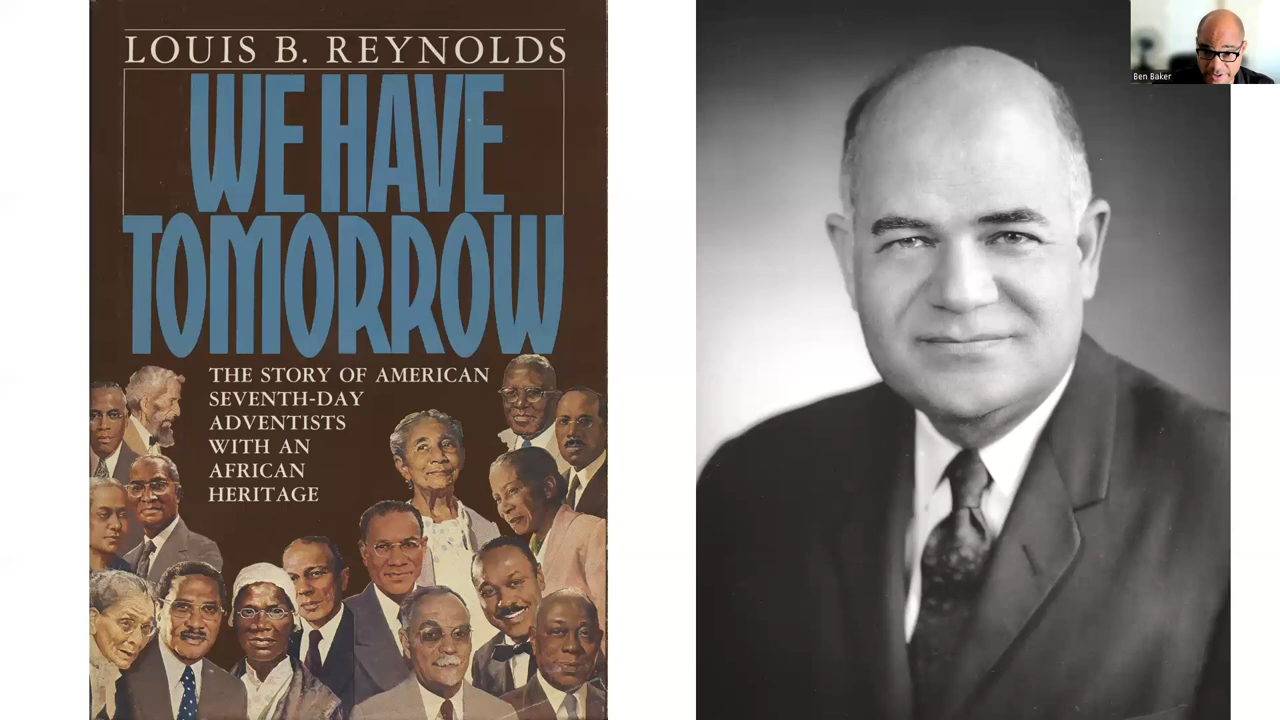 LOUIS B. REYNOLDS
WE HAVE
TOMORROW
THE STORY OF AMERICAN
SEVENTH-DAY
ADVENTISTS
WITH AN
AFRICAN
HERITAGE
Ben Baker